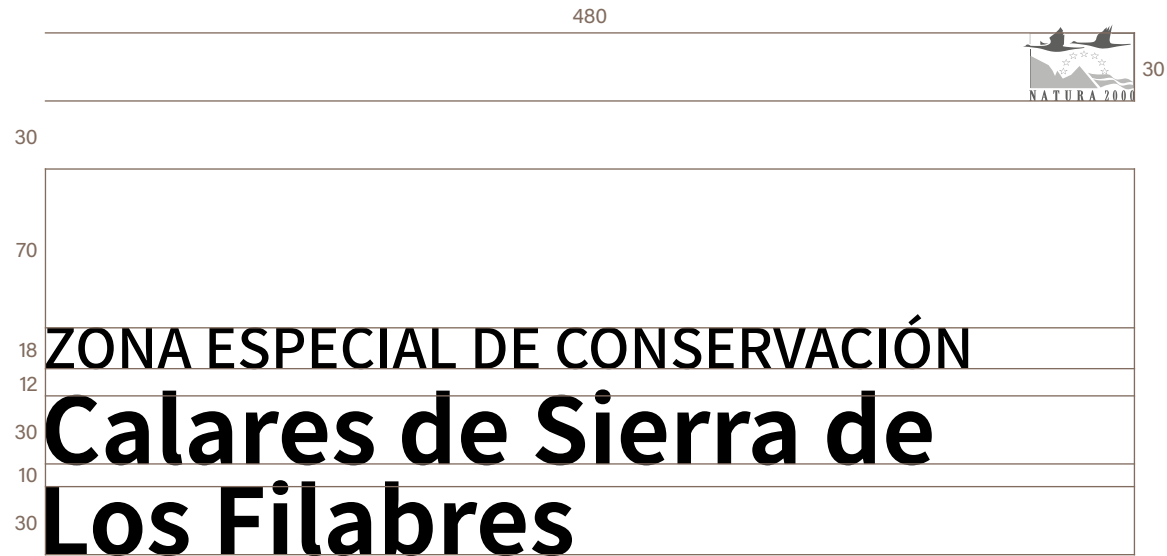 480
30
NATURA 2000
30
70
18
ZONA ESPECIAL DE CONSERVACIÓN
12
30
Calares de Sierra de
10
30
Los Filabres